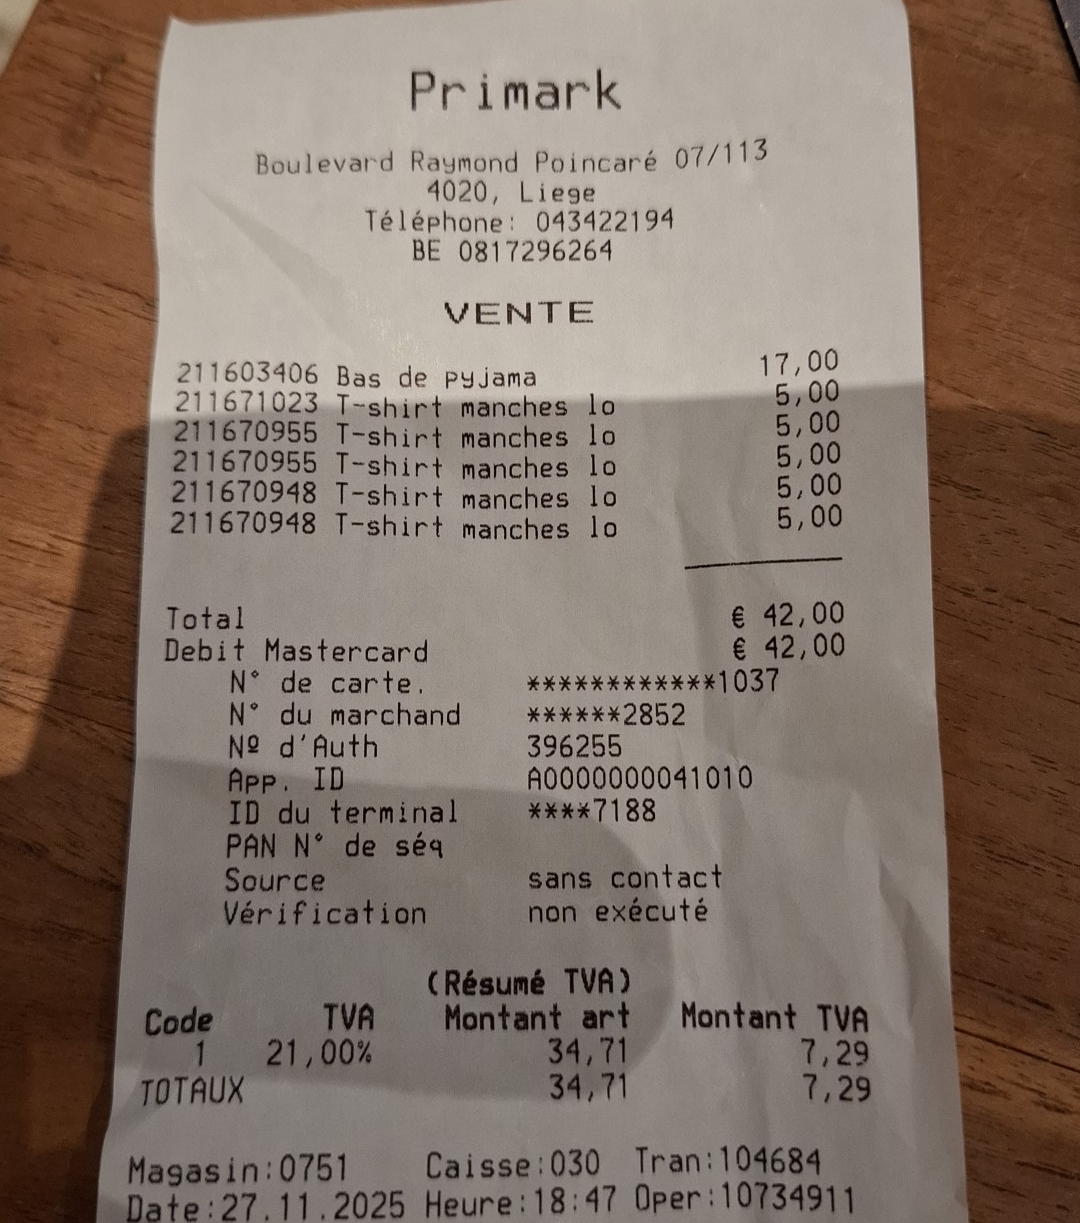 Primark
Boulevard Raymond Poincaré 07/113
4020, Liege
Téléphone: 043422194
BE 0817296264
VENTE
211603406 Bas de pyjama 17,00
211671023 T-shirt manches lo 5,00
211670955 T-shirt manches lo 5,00
211670955 T-shirt manches lo 5,00
211670948 T-shirt manches lo 5,00
211670948 T-shirt manches lo 5,00
Total € 42,00
Debit Mastercard € 42,00
N° de carte. ************1037
N° du marchand ******2852
Nº d'Auth 396255
App. ID A0000000041010
ID du terminal ****7188
PAN N° de séq
Source sans contact
Vérification non exécuté
(Résumé TVA)
Code TVA Montant art Montant TVA
1 21,00% 34,71 7,29
TOTAUX 34,71 7,29
Magasin:0751 Caisse:030 Tran:104684
Date:27.11.2025 Heure:18:47 Oper:10734911